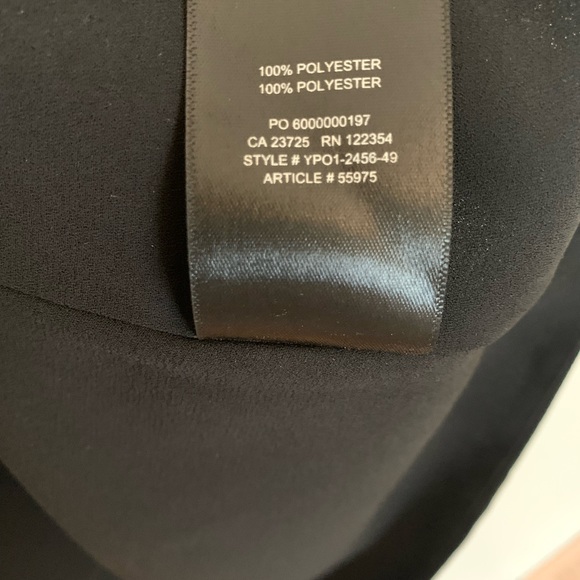 100% POLYESTER
100% POLYESTER
PO 6000000197
CA 23725 RN 122354
STYLE # YPO1-2456-49
ARTICLE # 55975